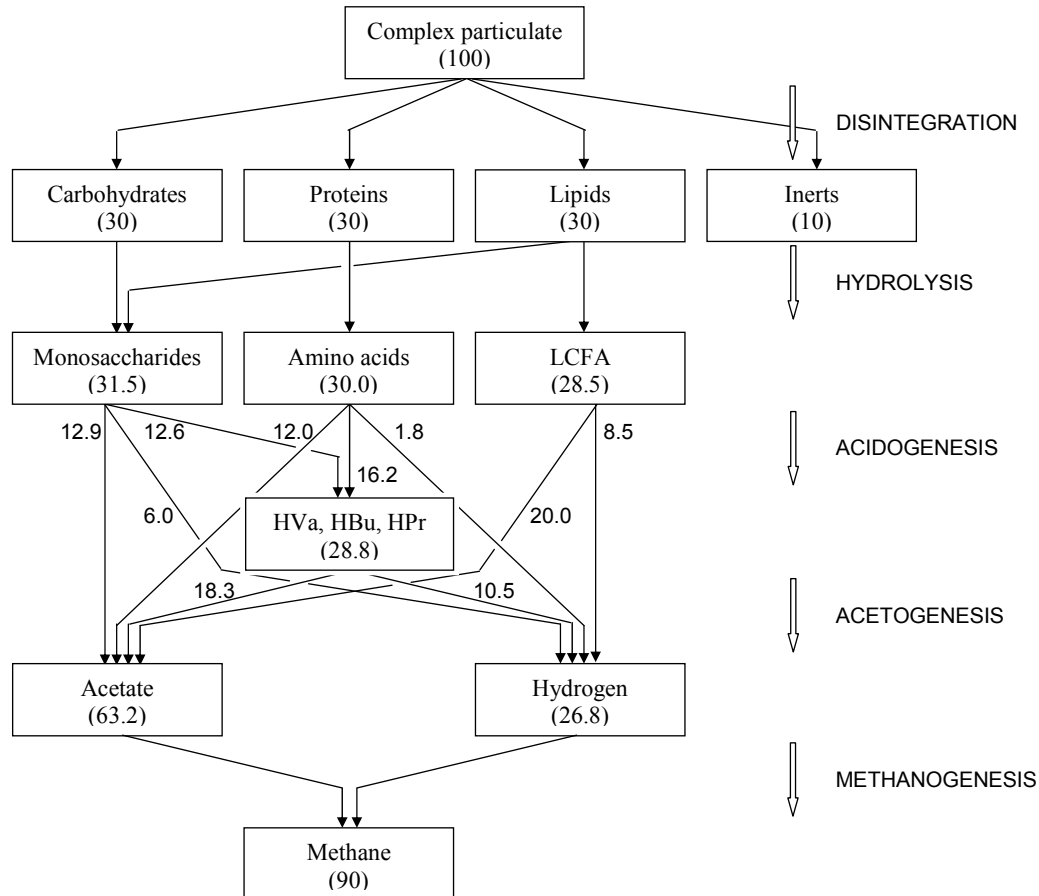 Complex particulate
(100)
DISINTEGRATION
Carbohydrates
(30)
Proteins
(30)
Lipids
(30)
Inerts
(10)
HYDROLYSIS
Monosaccharides
(31.5)
Amino acids
(30.0)
LCFA
(28.5)
12.9
12.6
12.0
1.8
8.5
ACIDOGENESIS
16.2
6.0
20.0
HVa, HBu, HPr
(28.8)
18.3
10.5
ACETOGENESIS
Acetate
(63.2)
Hydrogen
(26.8)
METHANOGENESIS
Methane
(90)